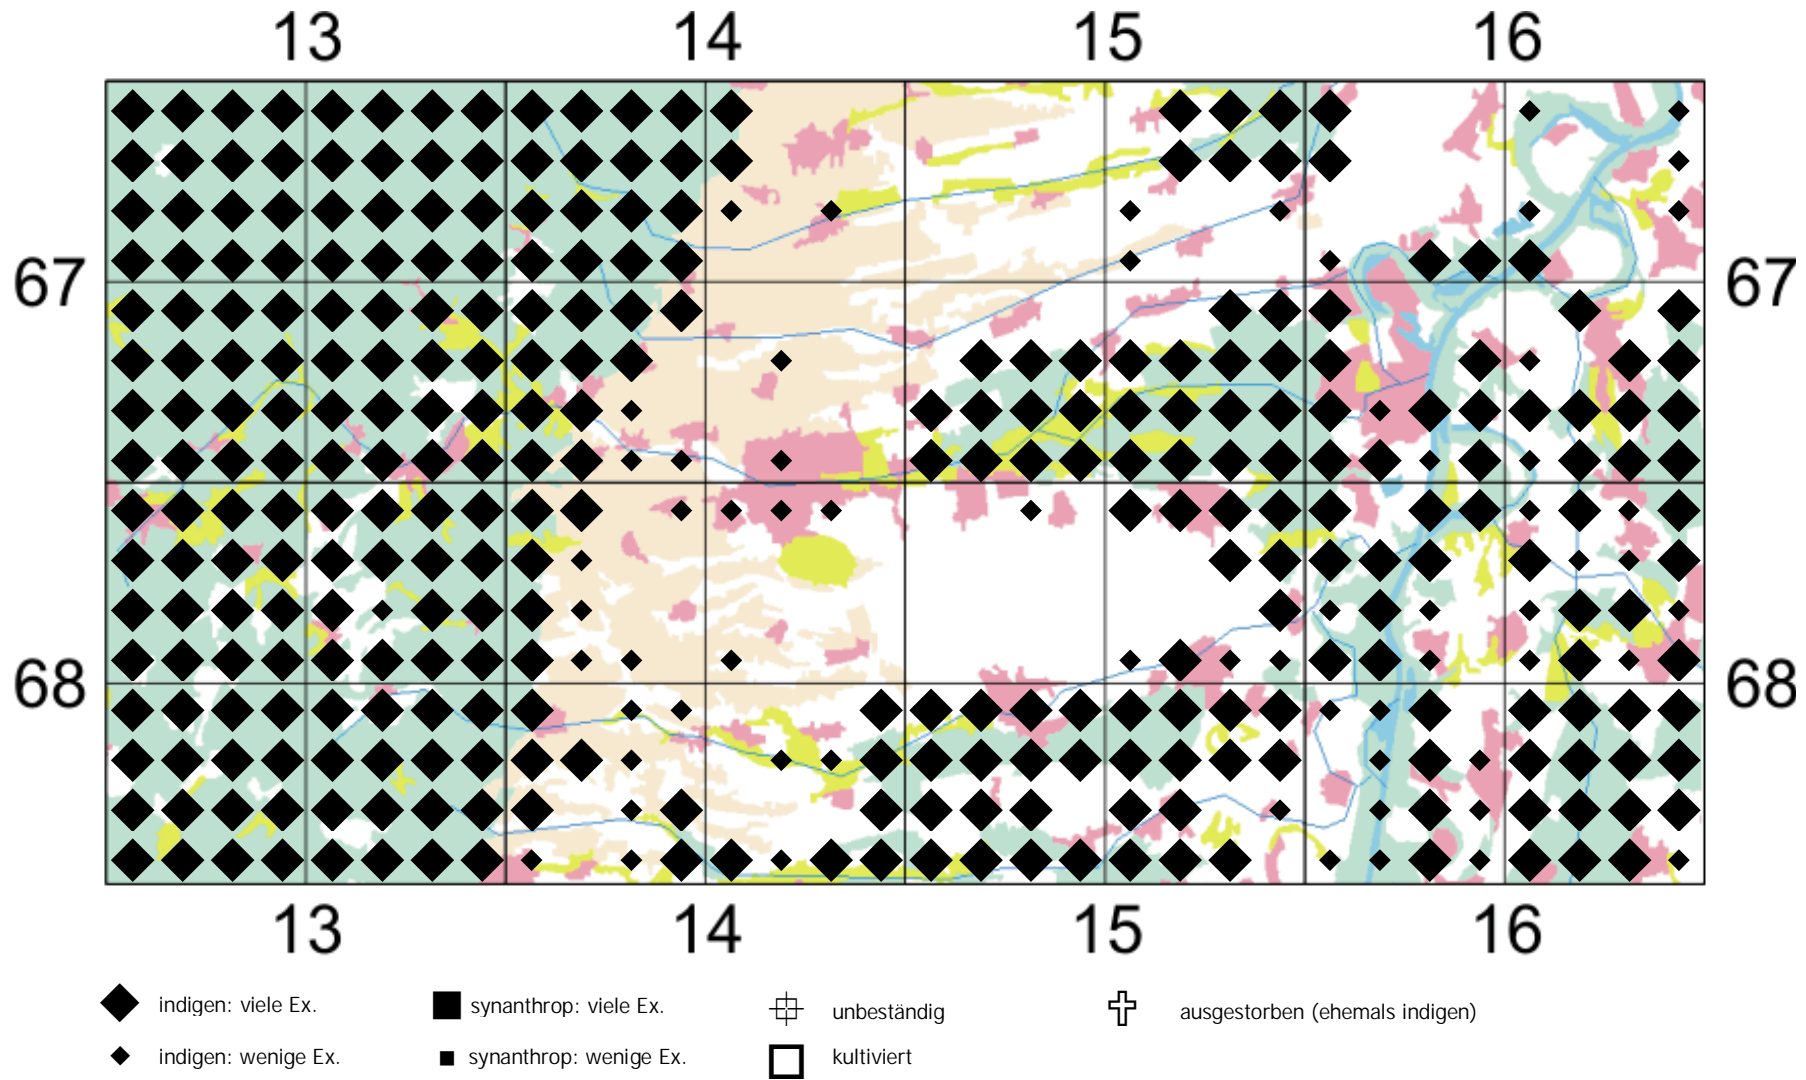 13 14 15 16
67 67
68 68
13 14 15 16
indigen: viele Ex. synanthrop: viele Ex. unbeständig ausgestorben (ehemals indigen)
indigen: wenige Ex. synanthrop: wenige Ex. kultiviert